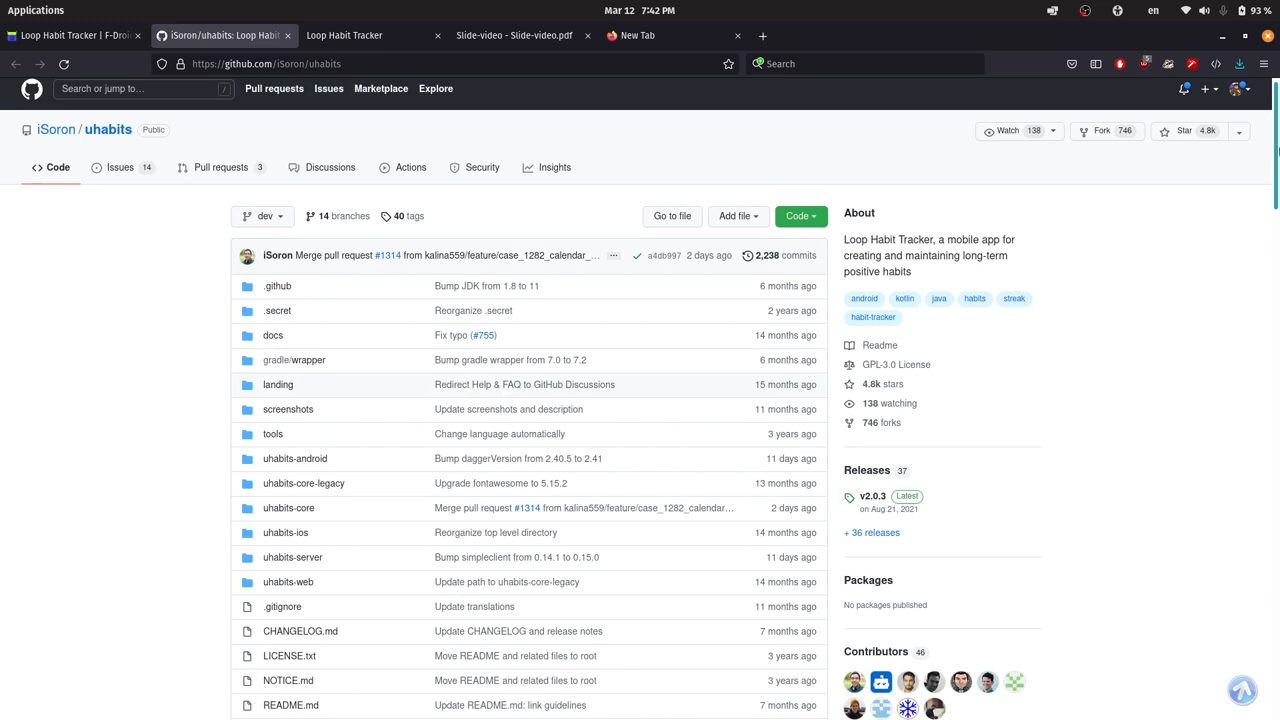 Applications
Mar 12 7:42 PM
en
93 %
Loop Habit Tracker | F-Droi
iSoron/uhabits: Loop Habit
Loop Habit Tracker
Slide-video - Slide-video.pdf
New Tab
https://github.com/iSoron/uhabits
Search
Search or jump to…
/
Pull requests
Issues
Marketplace
Explore
iSoron / uhabits
Public
Watch 138
Fork 746
Star 4.8k
Code
Issues 14
Pull requests 3
Discussions
Actions
Security
Insights
dev
14 branches
40 tags
Go to file
Add file
Code
iSoron Merge pull request #1314 from kalina559/feature/case_1282_calendar_…
a4db997 2 days ago
2,238 commits
.github
Bump JDK from 1.8 to 11
6 months ago
.secret
Reorganize .secret
2 years ago
docs
Fix typo (#755)
14 months ago
gradle/wrapper
Bump gradle wrapper from 7.0 to 7.2
6 months ago
landing
Redirect Help & FAQ to GitHub Discussions
15 months ago
screenshots
Update screenshots and description
11 months ago
tools
Change language automatically
3 years ago
uhabits-android
Bump daggerVersion from 2.40.5 to 2.41
11 days ago
uhabits-core-legacy
Upgrade fontawesome to 5.15.2
13 months ago
uhabits-core
Merge pull request #1314 from kalina559/feature/case_1282_calendar…
2 days ago
uhabits-ios
Reorganize top level directory
14 months ago
uhabits-server
Bump simpleclient from 0.14.1 to 0.15.0
11 days ago
uhabits-web
Update path to uhabits-core-legacy
14 months ago
.gitignore
Update translations
11 months ago
CHANGELOG.md
Update CHANGELOG and release notes
7 months ago
LICENSE.txt
Move README and related files to root
3 years ago
NOTICE.md
Move README and related files to root
3 years ago
README.md
Update README.md: link guidelines
7 months ago
About
Loop Habit Tracker, a mobile app for
creating and maintaining long-term
positive habits
android
kotlin
java
habits
streak
habit-tracker
Readme
GPL-3.0 License
4.8k stars
138 watching
746 forks
Releases 37
v2.0.3 Latest
on Aug 21, 2021
+ 36 releases
Packages
No packages published
Contributors 46